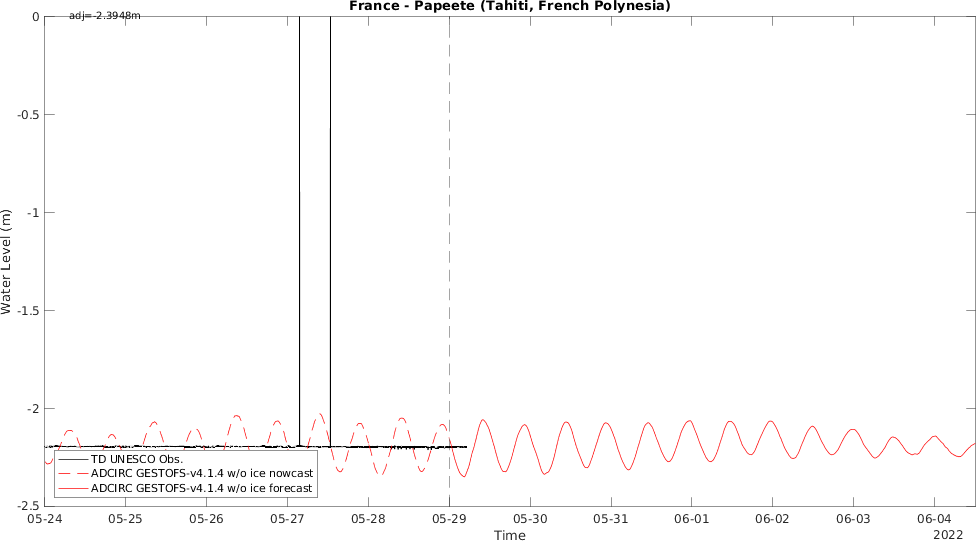 France - Papeete (Tahiti, French Polynesia)
adj=-2.3948m
0
-0.5
-1
-1.5
-2
-2.5
Water Level (m)
TD UNESCO Obs.
ADCIRC GESTOFS-v4.1.4 w/o ice nowcast
ADCIRC GESTOFS-v4.1.4 w/o ice forecast
05-24 05-25 05-26 05-27 05-28 05-29 05-30 05-31 06-01 06-02 06-03 06-04
Time
2022